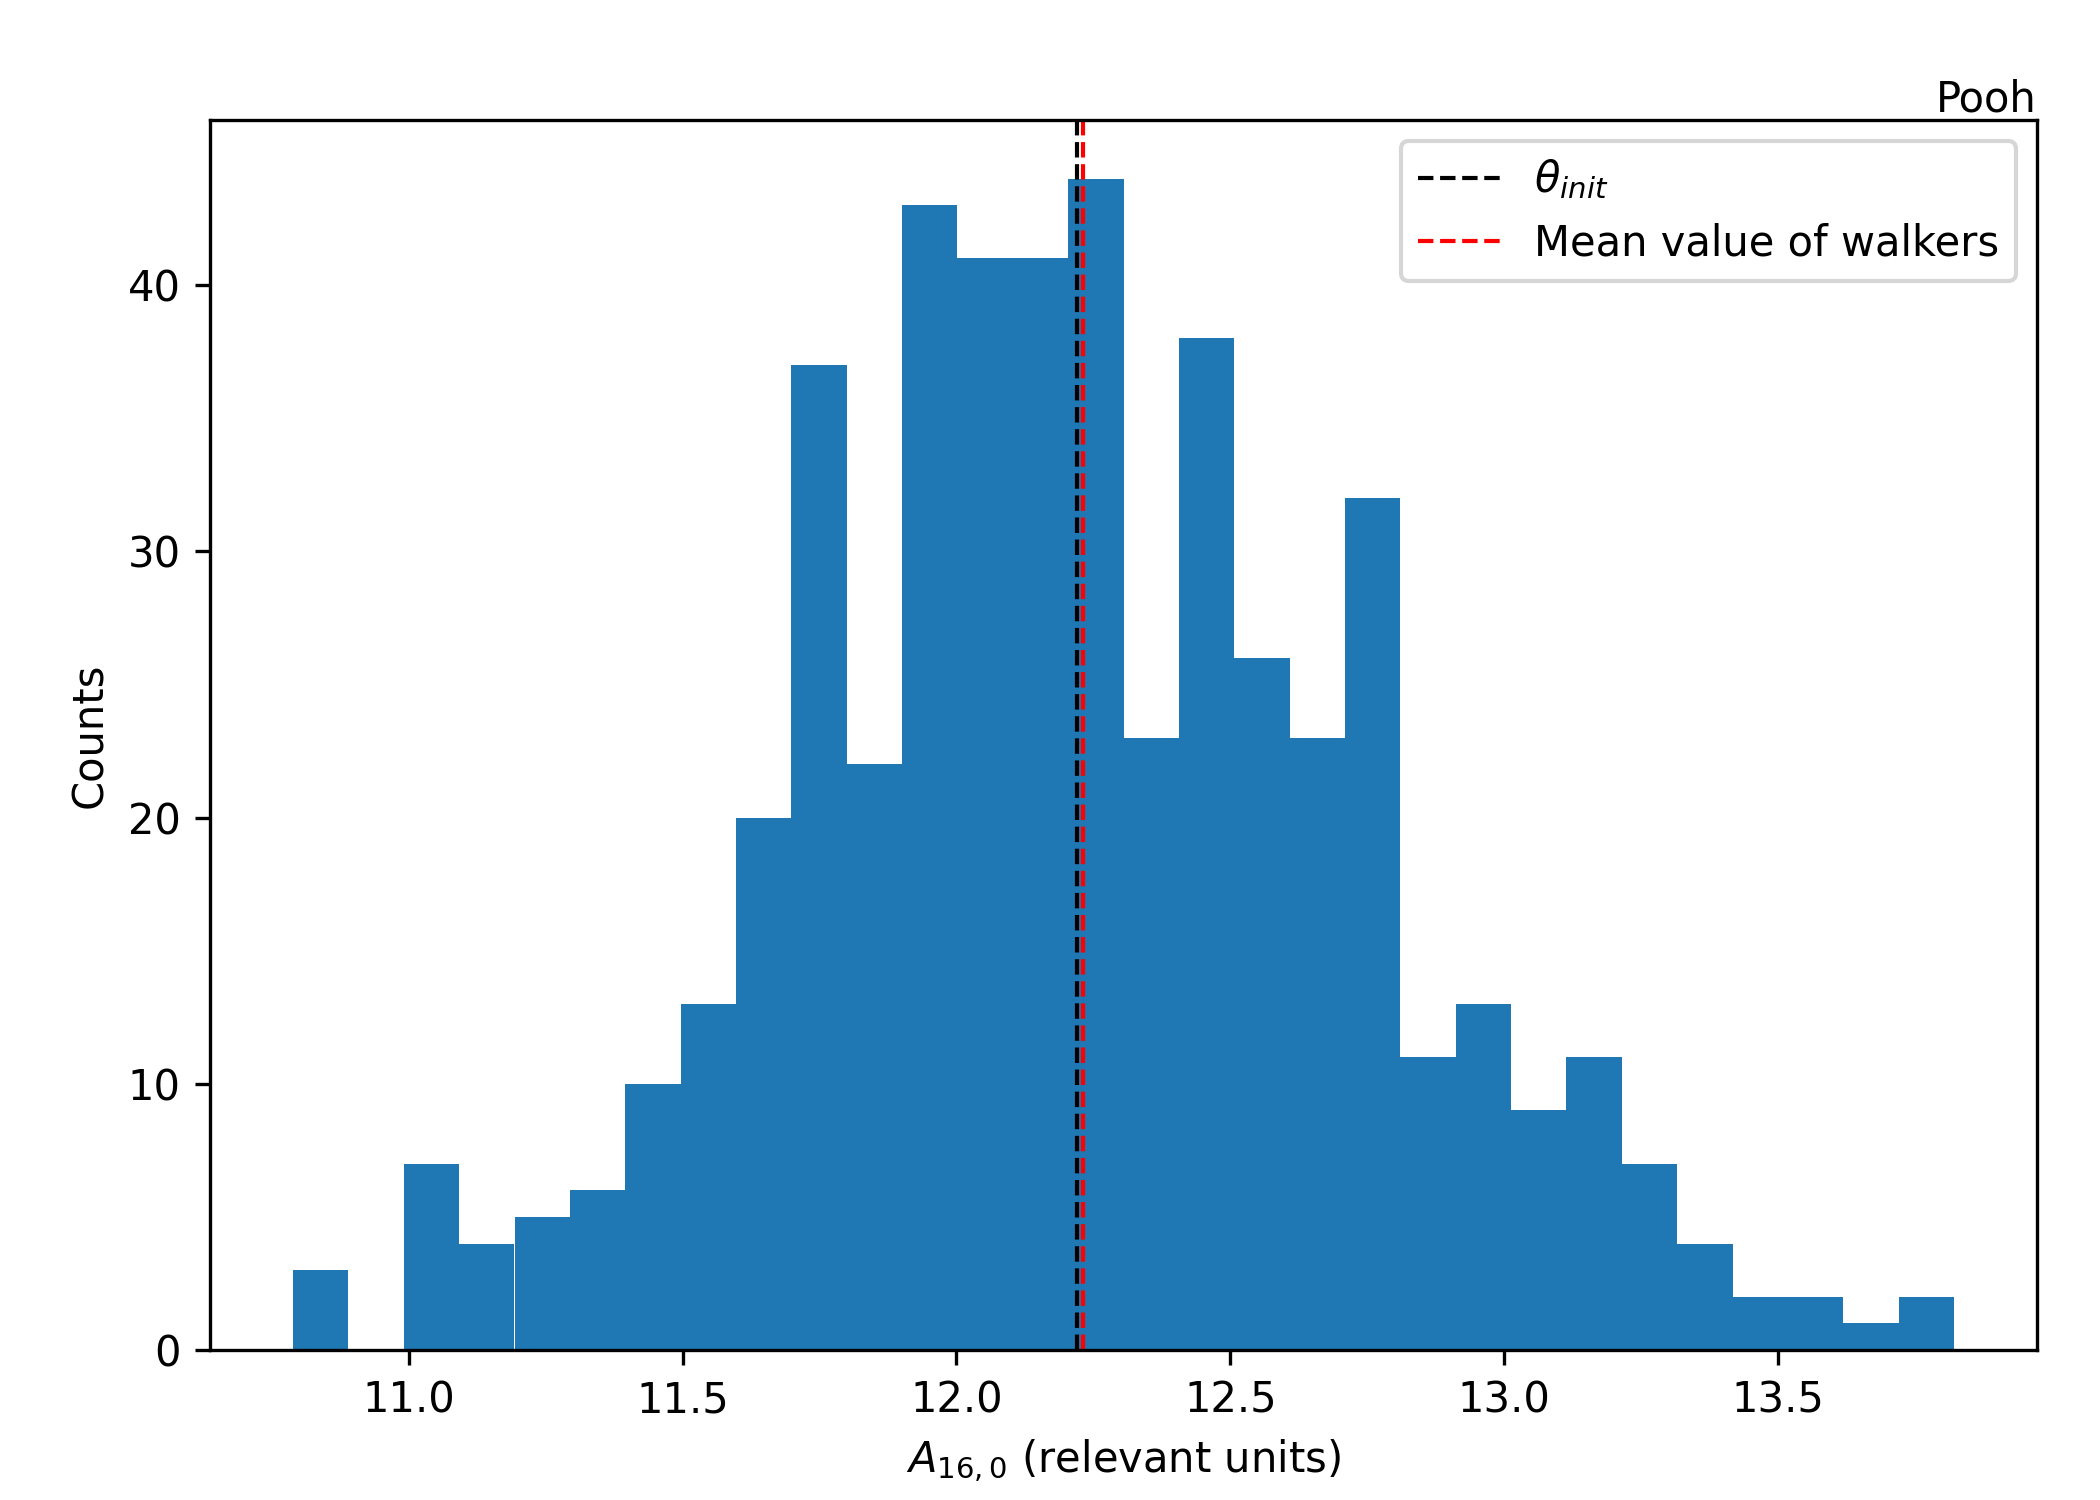 Pooh
θinit
Mean value of walkers
40
30
20
10
0
Counts
11.0 11.5 12.0 12.5 13.0 13.5
A16,0 (relevant units)